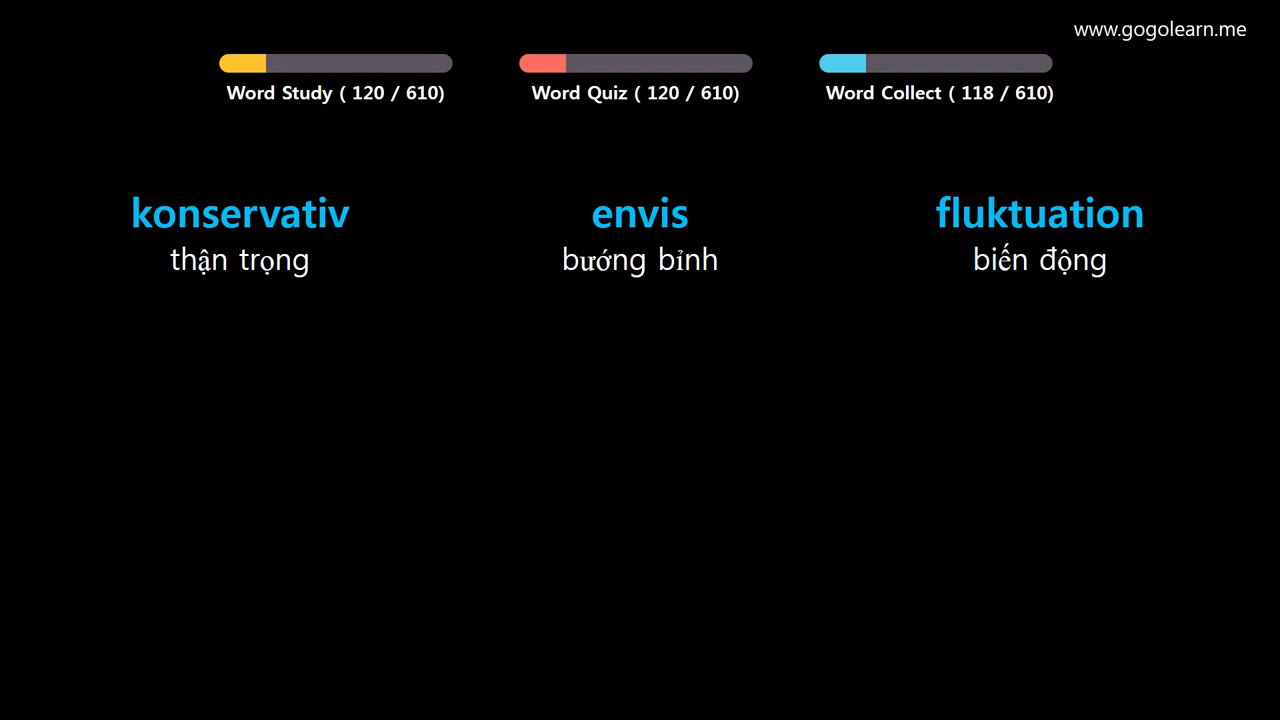 www.gogolearn.me
Word Study ( 120 / 610)
Word Quiz ( 120 / 610)
Word Collect ( 118 / 610)
konservativ
thận trọng
envis
bướng bỉnh
fluktuation
biến động